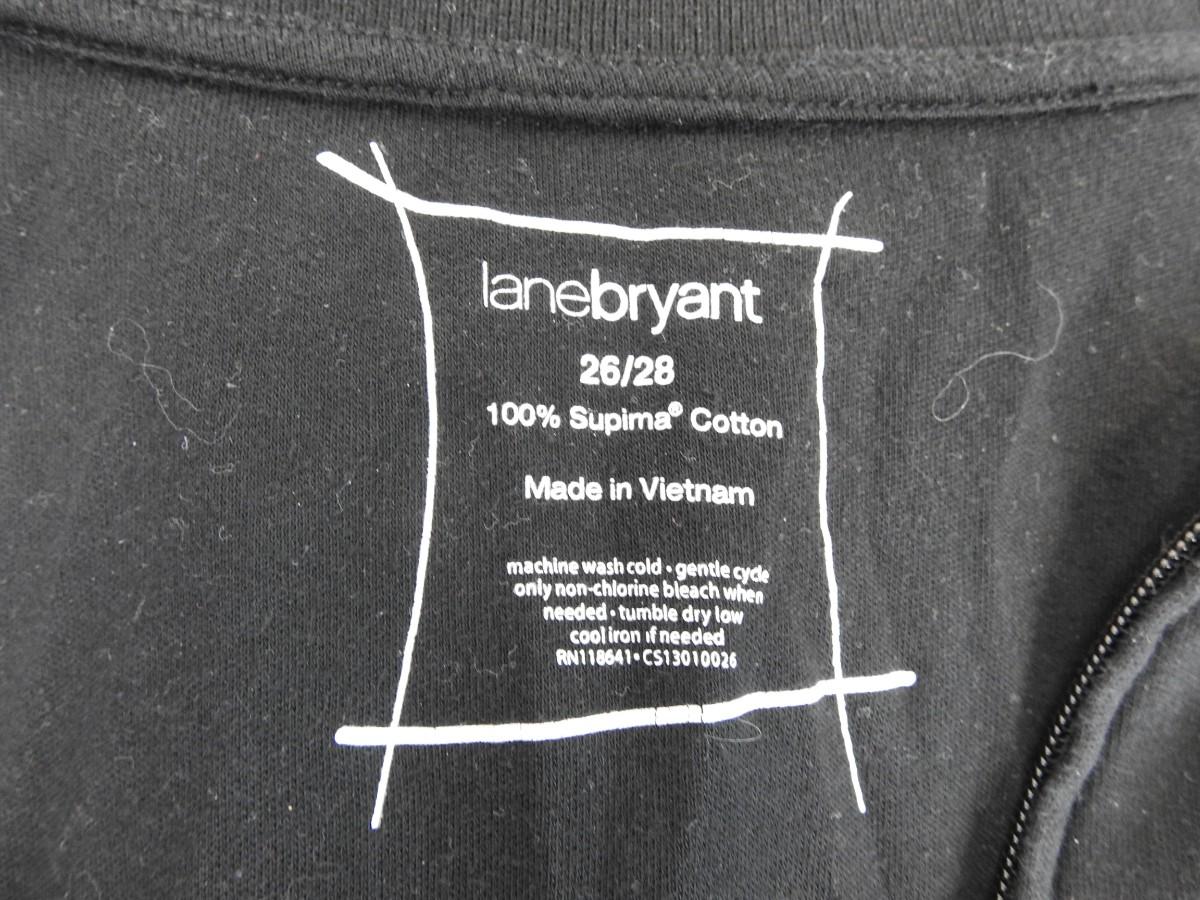 lanebryant
26/28
100% Supima® Cotton
Made in Vietnam
machine wash cold • gentle cycle
only non-chlorine bleach when
needed • tumble dry low
cool iron if needed
RN118641 • CS13010026